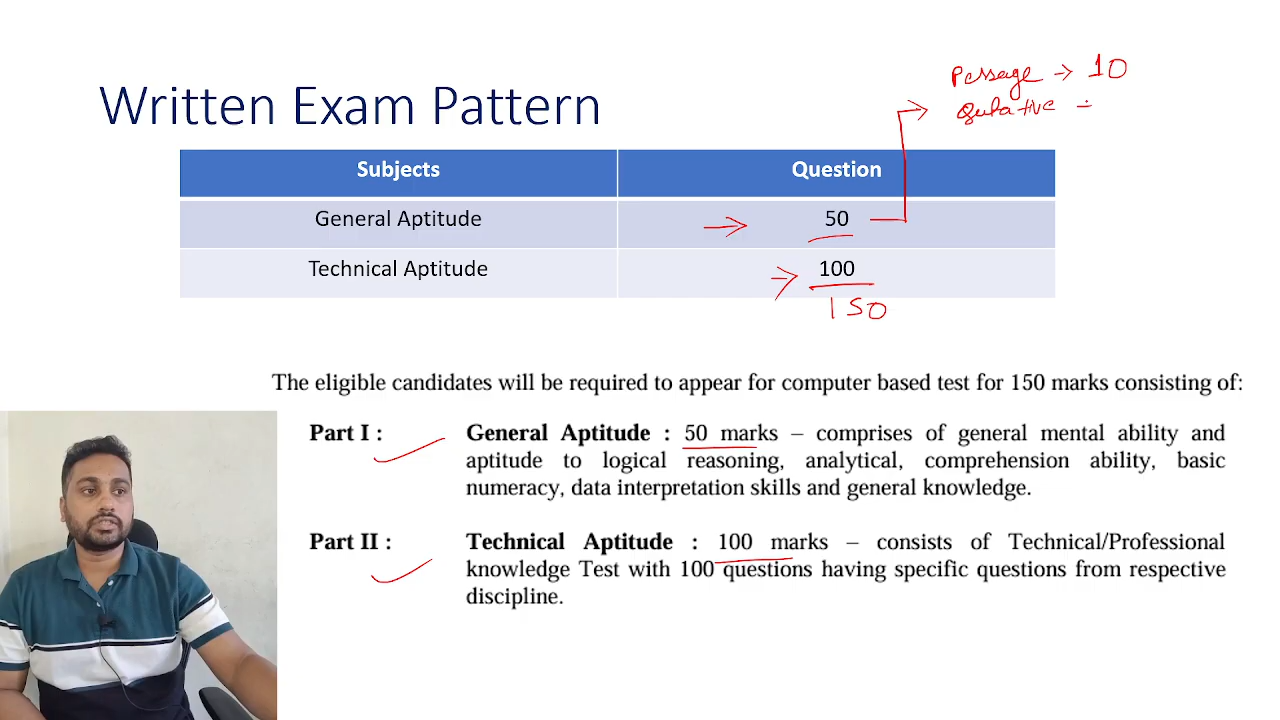 Passage → 10
Written Exam Pattern
Subjects Question
General Aptitude → 50
Technical Aptitude → 100
150
The eligible candidates will be required to appear for computer based test for 150 marks consisting of:
Part I : General Aptitude : 50 marks – comprises of general mental ability and
aptitude to logical reasoning, analytical, comprehension ability, basic
numeracy, data interpretation skills and general knowledge.
Part II : Technical Aptitude : 100 marks – consists of Technical/Professional
knowledge Test with 100 questions having specific questions from respective
discipline.